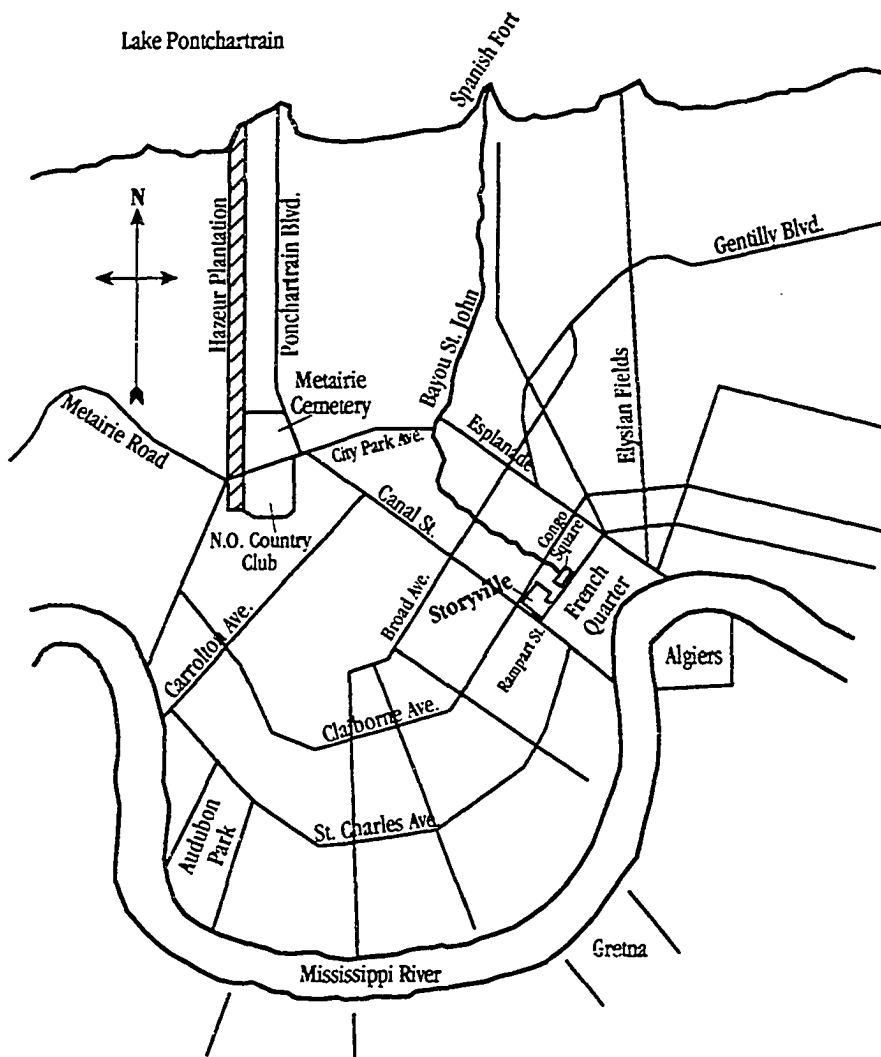 Lake Pontchartrain
Spanish Fort
N
Hazeur Plantation
Ponchartrain Blvd.
Gentilly Blvd.
Bayou St. John
Elysian Fields
Metairie
Cemetery
Metairie Road
City Park Ave.
Esplanade
Canal St.
N.O. Country
Club
Congo
Square
Broad Ave.
Storyville
French
Quarter
Rampart St.
Algiers
Carrolton Ave.
Claiborne Ave.
St. Charles Ave.
Audubon
Park
Gretna
Mississippi River